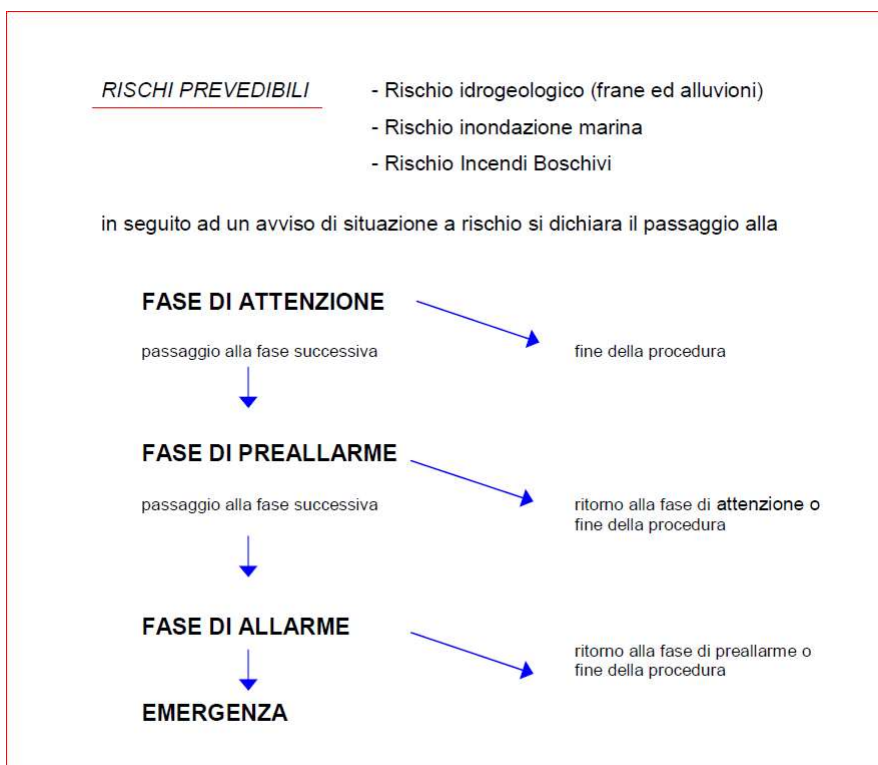 RISCHI PREVEDIBILI - Rischio idrogeologico (frane ed alluvioni)
- Rischio inondazione marina
- Rischio Incendi Boschivi
in seguito ad un avviso di situazione a rischio si dichiara il passaggio alla
FASE DI ATTENZIONE
passaggio alla fase successiva fine della procedura
FASE DI PREALLARME
passaggio alla fase successiva ritorno alla fase di attenzione o
fine della procedura
FASE DI ALLARME
ritorno alla fase di preallarme o
fine della procedura
EMERGENZA